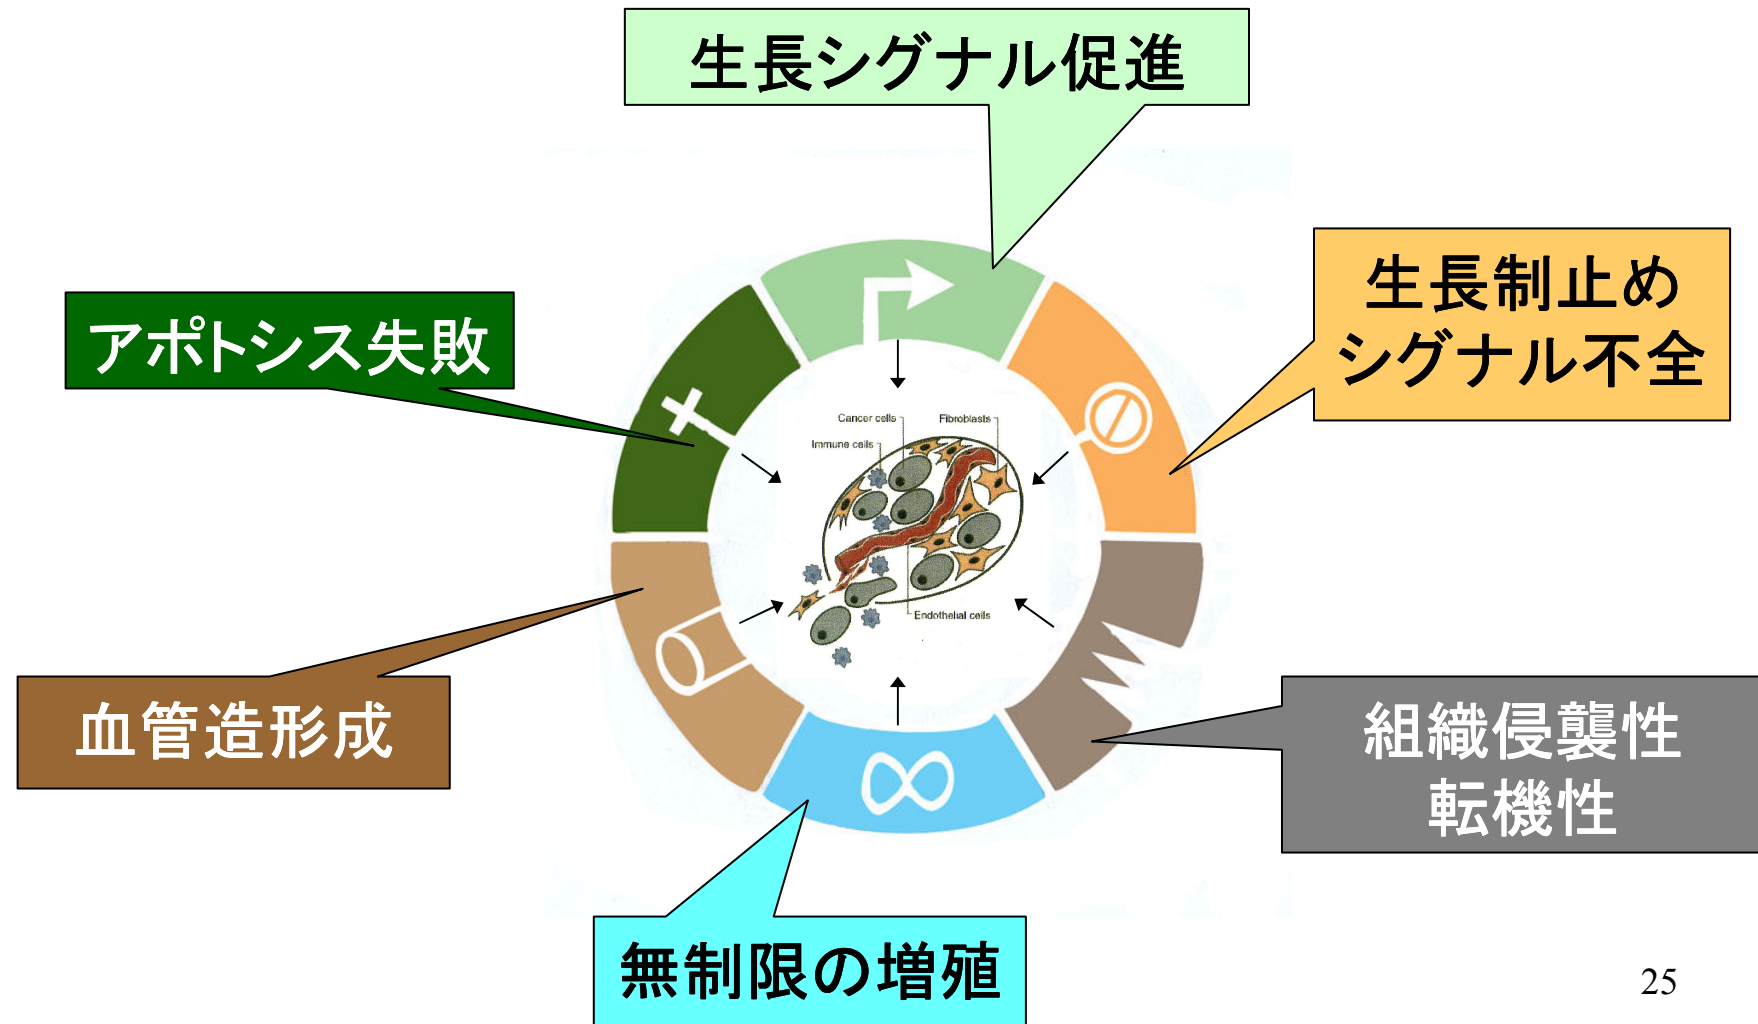 生長シグナル促進
生長制止め
シグナル不全
アポトシス失敗
Cancer cells
Fibroblasts
Immune cells
Endothelial cells
血管造形成
組織侵襲性
転機性
無制限の増殖
25